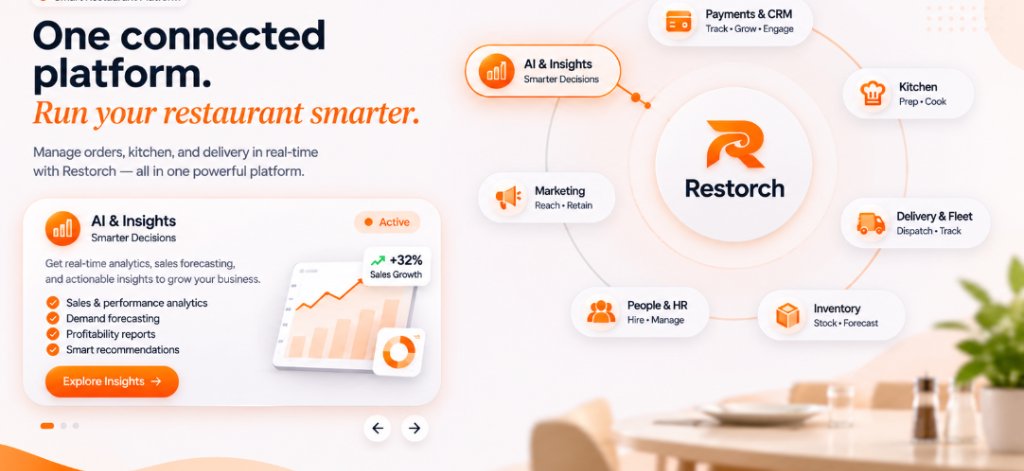 One connected
platform.
Run your restaurant smarter.
Manage orders, kitchen, and delivery in real-time
with Restorch — all in one powerful platform.
AI & Insights
Smarter Decisions
Active
Get real-time analytics, sales forecasting,
and actionable insights to grow your business.
Sales & performance analytics
Demand forecasting
Profitability reports
Smart recommendations
Explore Insights →
+32%
Sales Growth
Payments & CRM
Track • Grow • Engage
AI & Insights
Smarter Decisions
Kitchen
Prep • Cook
Restorch
Marketing
Reach • Retain
Delivery & Fleet
Dispatch • Track
People & HR
Hire • Manage
Inventory
Stock • Forecast